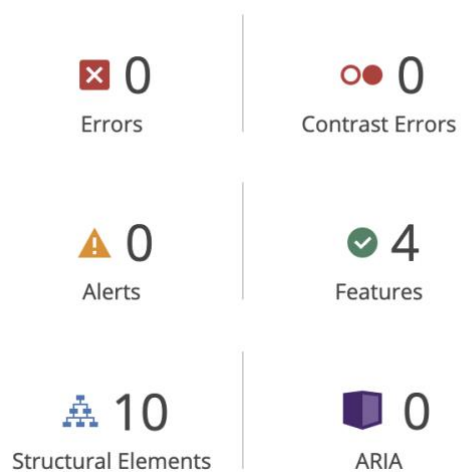 0 0
Errors Contrast Errors
0 4
Alerts Features
10 0
Structural Elements ARIA